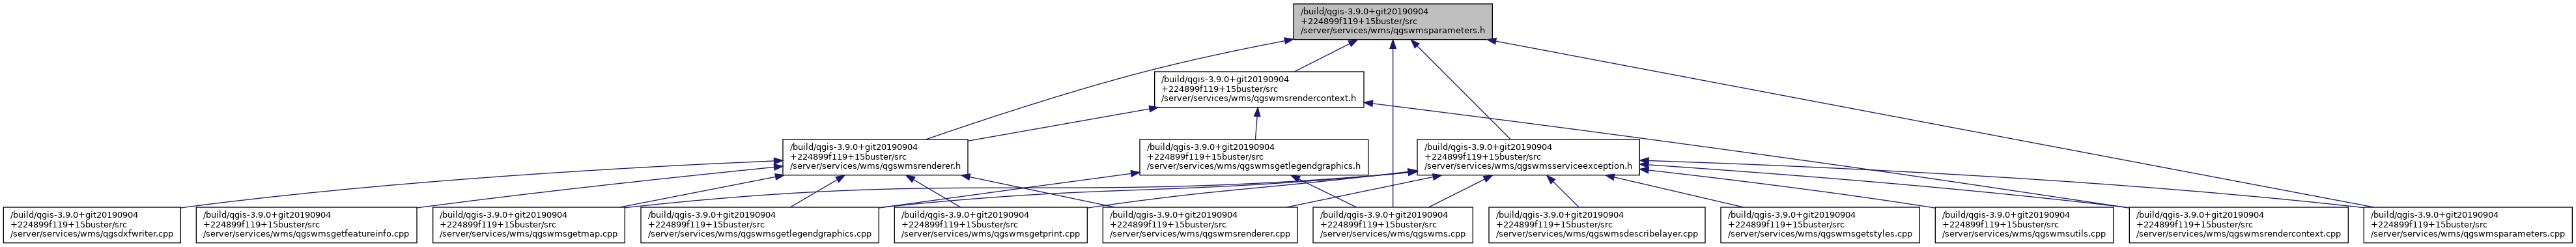 /build/qgis-3.9.0+git20190904
+224899f119+15buster/src
/server/services/wms/qgswmsparameters.h
/build/qgis-3.9.0+git20190904
+224899f119+15buster/src
/server/services/wms/qgswmsrendercontext.h
/build/qgis-3.9.0+git20190904
+224899f119+15buster/src
/server/services/wms/qgswmsrenderer.h
/build/qgis-3.9.0+git20190904
+224899f119+15buster/src
/server/services/wms/qgswmsgetlegendgraphics.h
/build/qgis-3.9.0+git20190904
+224899f119+15buster/src
/server/services/wms/qgswmsserviceexception.h
/build/qgis-3.9.0+git20190904
+224899f119+15buster/src
/server/services/wms/qgsdxfwriter.cpp
/build/qgis-3.9.0+git20190904
+224899f119+15buster/src
/server/services/wms/qgswmsgetfeatureinfo.cpp
/build/qgis-3.9.0+git20190904
+224899f119+15buster/src
/server/services/wms/qgswmsgetmap.cpp
/build/qgis-3.9.0+git20190904
+224899f119+15buster/src
/server/services/wms/qgswmsgetlegendgraphics.cpp
/build/qgis-3.9.0+git20190904
+224899f119+15buster/src
/server/services/wms/qgswmsgetprint.cpp
/build/qgis-3.9.0+git20190904
+224899f119+15buster/src
/server/services/wms/qgswmsrenderer.cpp
/build/qgis-3.9.0+git20190904
+224899f119+15buster/src
/server/services/wms/qgswms.cpp
/build/qgis-3.9.0+git20190904
+224899f119+15buster/src
/server/services/wms/qgswmsdescribelayer.cpp
/build/qgis-3.9.0+git20190904
+224899f119+15buster/src
/server/services/wms/qgswmsgetstyles.cpp
/build/qgis-3.9.0+git20190904
+224899f119+15buster/src
/server/services/wms/qgswmsutils.cpp
/build/qgis-3.9.0+git20190904
+224899f119+15buster/src
/server/services/wms/qgswmsrendercontext.cpp
/build/qgis-3.9.0+git20190904
+224899f119+15buster/src
/server/services/wms/qgswmsparameters.cpp